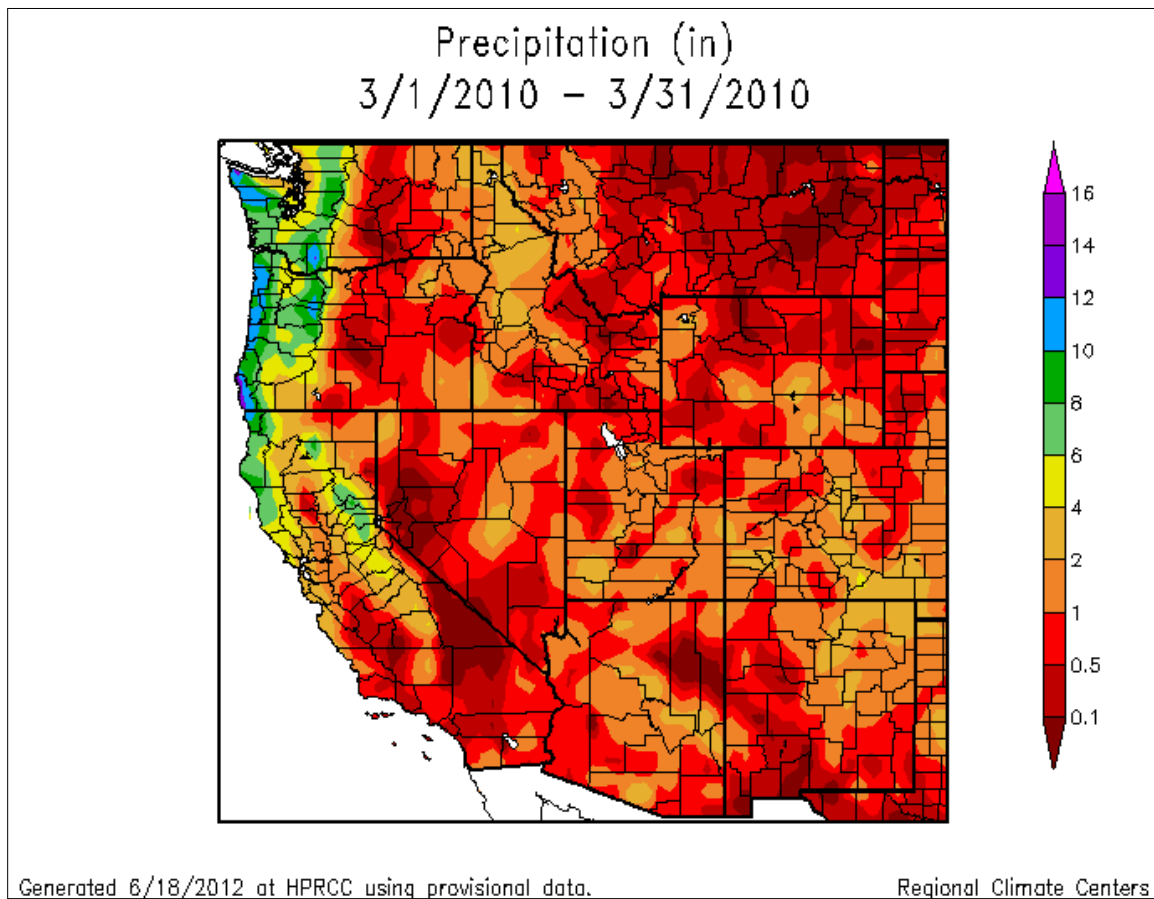 Precipitation (in)
3/1/2010 – 3/31/2010
16
14
12
10
8
6
4
2
1
0.5
0.1
Generated 6/18/2012 at HPRCC using provisional data.
Regional Climate Centers